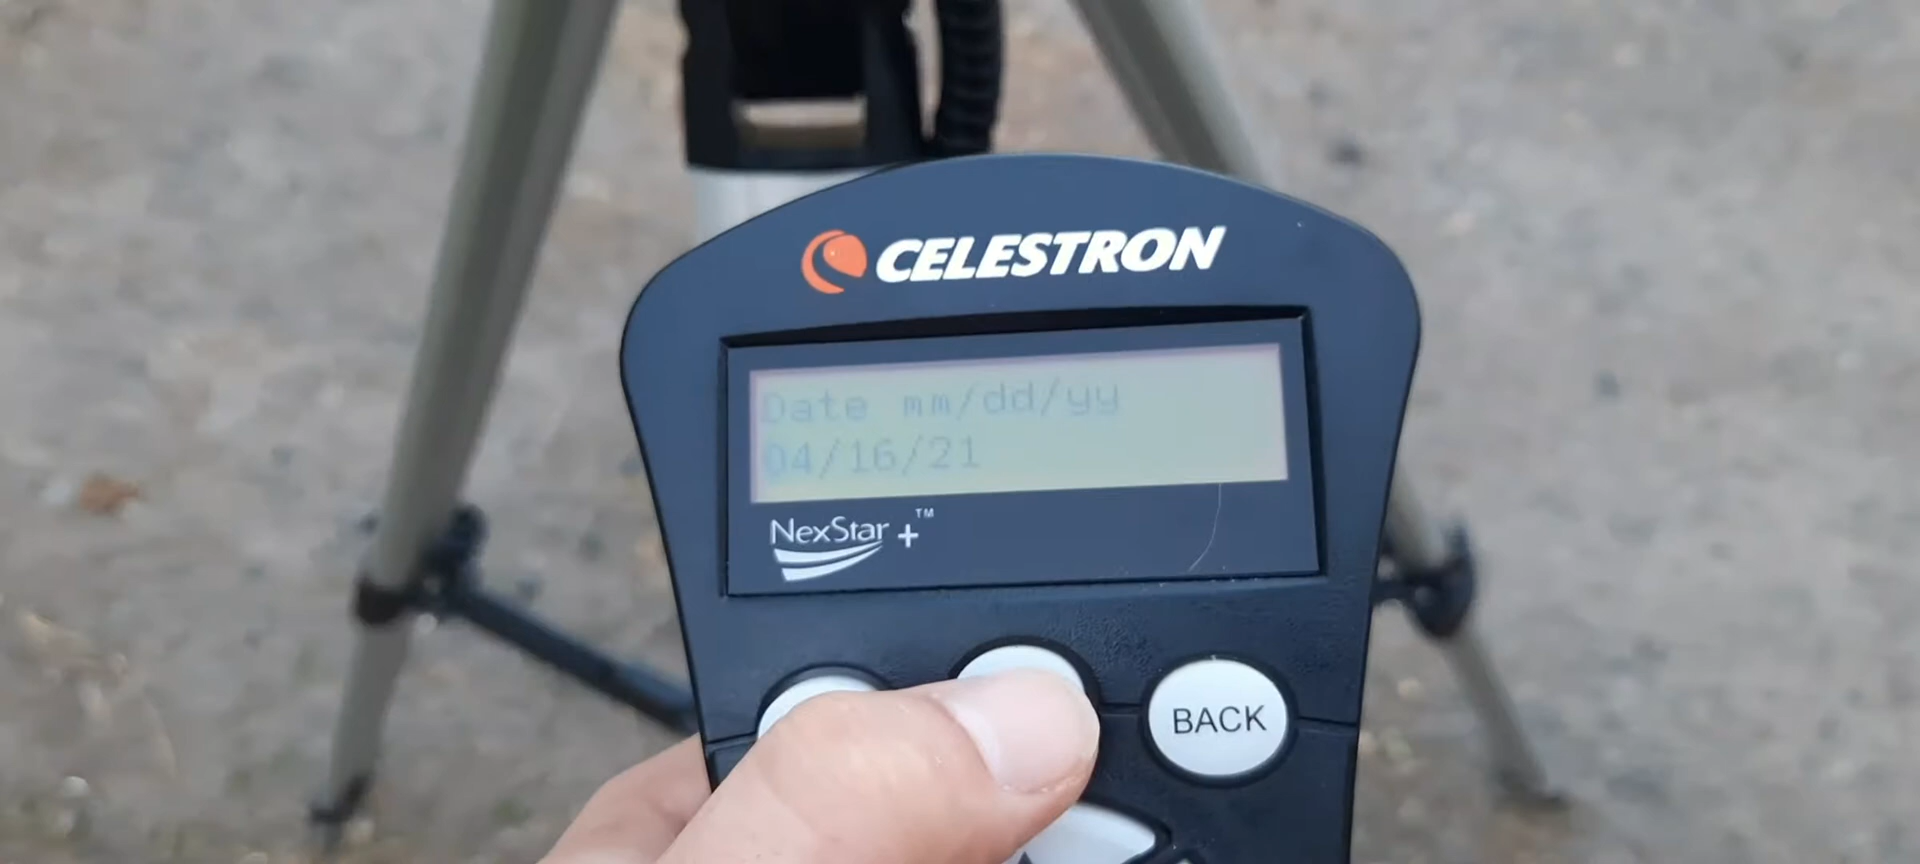 CELESTRON
Date mm/dd/yy
04/16/21
NexStar +™
BACK